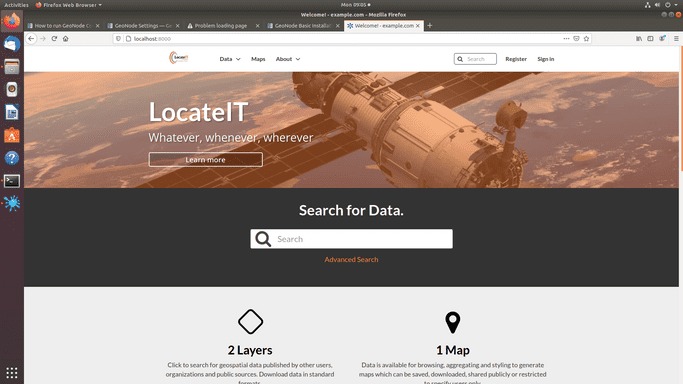 Activities Firefox Web Browser Mon 09:05
Welcome! - example.com - Mozilla Firefox
How to run GeoNode GeoNode Settings — G Problem loading page GeoNode Basic Installa Welcome! - example.com
localhost:8000
LocateIT Data Maps About Search Register Sign in
LocateIT
Whatever, whenever, wherever
Learn more
Search for Data.
Search
Advanced Search
2 Layers
Click to search for geospatial data published by other users,
organizations and public sources. Download data in standard
formats.
1 Map
Data is available for browsing, aggregating and styling to generate
maps which can be saved, downloaded, shared publicly or restricted
to specify users only.